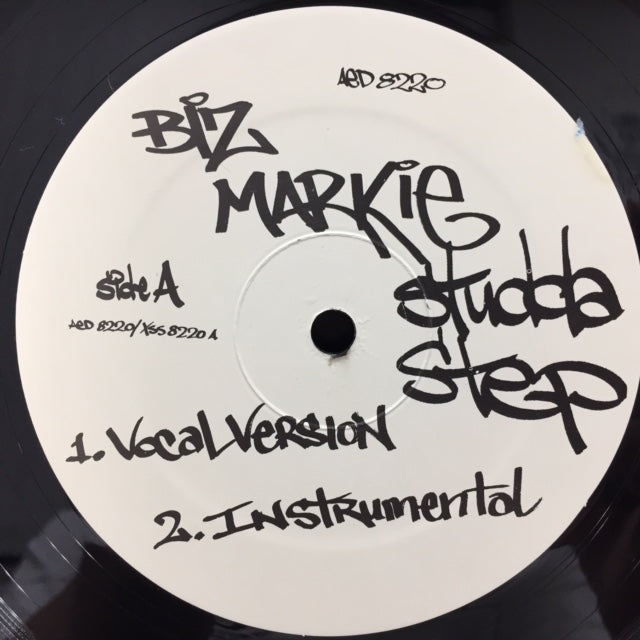 AED 8220
BiZ
MARKiE
studda
Step
side A
AED 8220/XSS 8220 A
1. Vocal Version
2. Instrumental